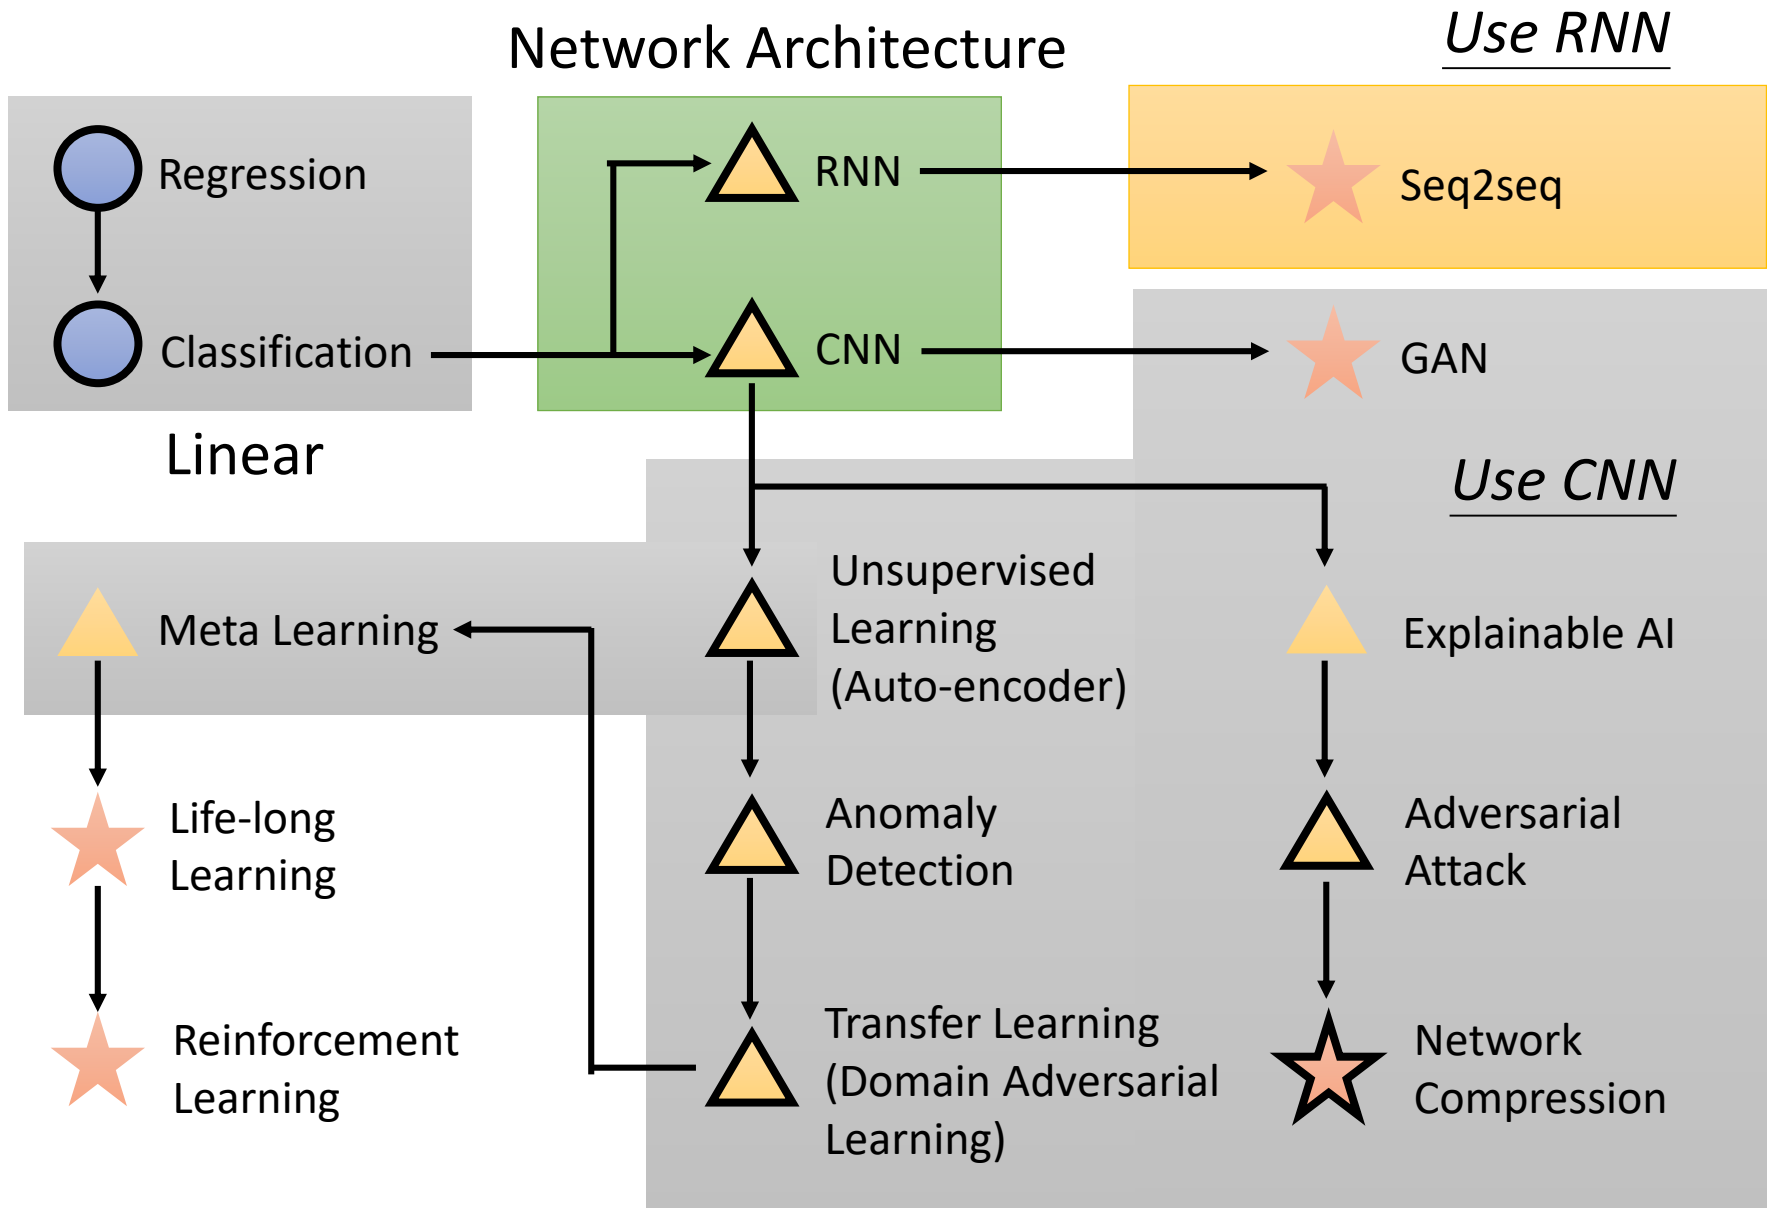 Network Architecture
Use RNN
Regression
RNN
Seq2seq
Classification
CNN
GAN
Linear
Use CNN
Unsupervised
Learning
(Auto-encoder)
Meta Learning
Explainable AI
Life-long
Learning
Anomaly
Detection
Adversarial
Attack
Reinforcement
Learning
Transfer Learning
(Domain Adversarial
Learning)
Network
Compression